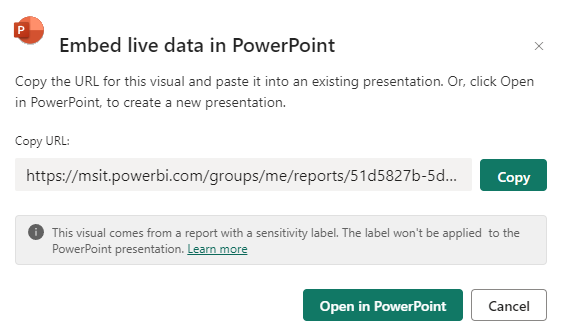 P
Embed live data in PowerPoint
Copy the URL for this visual and paste it into an existing presentation. Or, click Open
in PowerPoint, to create a new presentation.
Copy URL:
https://msit.powerbi.com/groups/me/reports/51d5827b-5d...
Copy
This visual comes from a report with a sensitivity label. The label won't be applied  to the
PowerPoint presentation. Learn more
Open in PowerPoint
Cancel